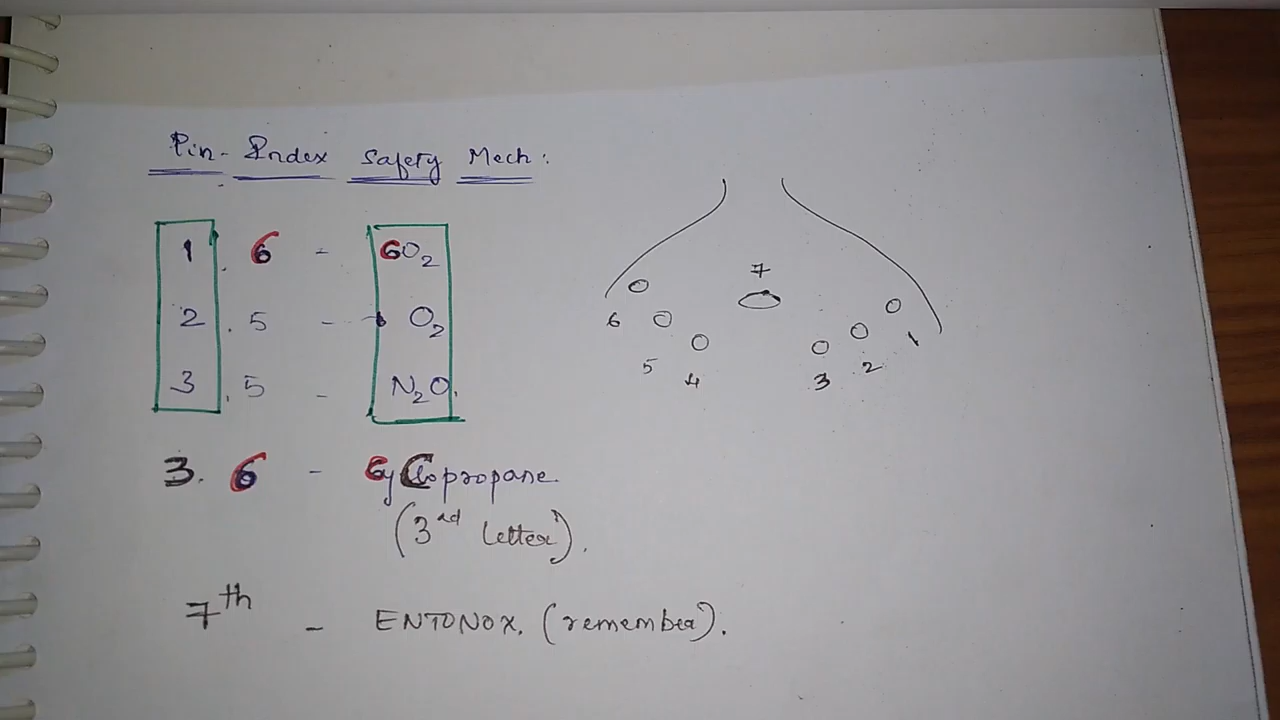 Pin-Index Safety Mech:
1 . 6 - CO2
2 . 5 - O2
3 . 5 - N2O.
3. 6 - Cyclopropane
(3rd letter).
7th - ENTONOX. (remember).
7
6 5 4 3 2 1